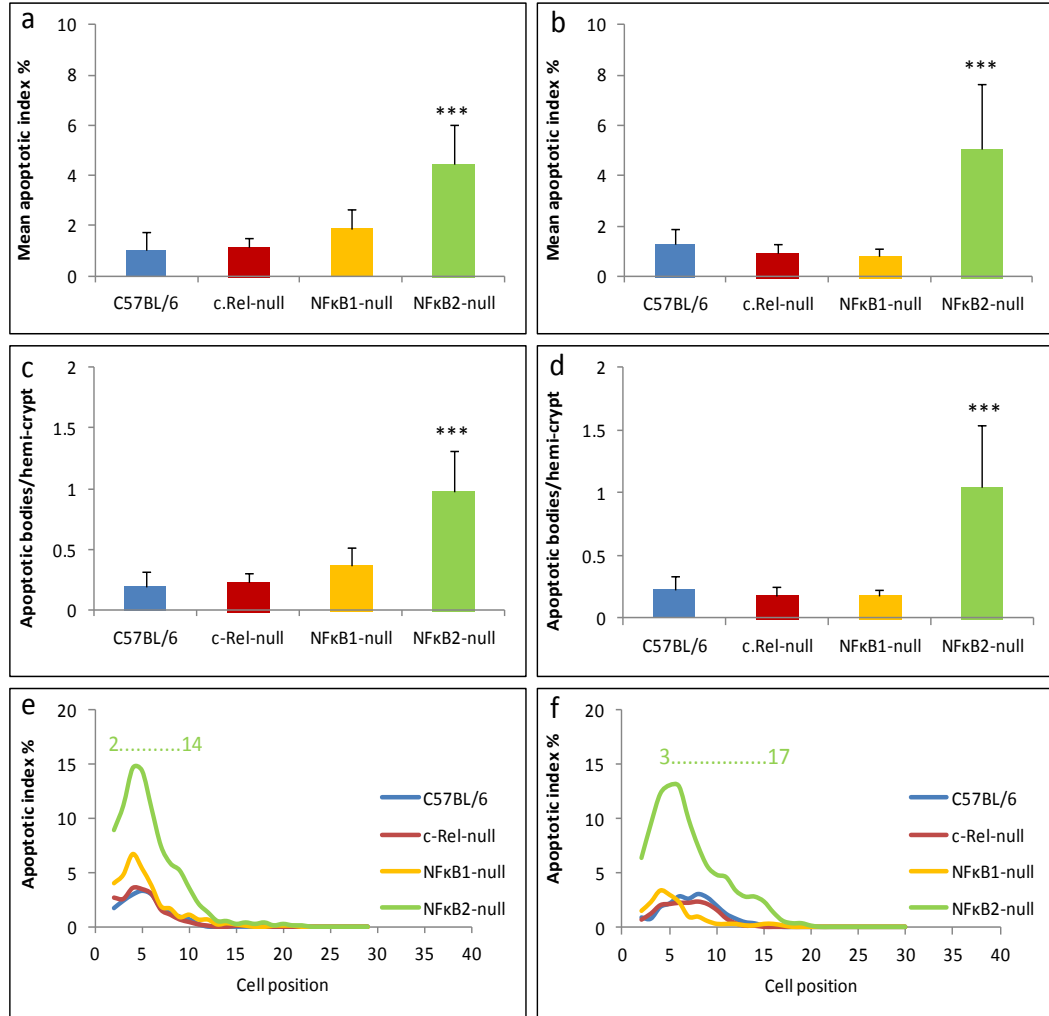 a
Mean apoptotic index %
10
8
6
4
2
0
***
C57BL/6 c.Rel-null NFκB1-null NFκB2-null
b
Mean apoptotic index %
10
8
6
4
2
0
***
C57BL/6 c.Rel-null NFκB1-null NFκB2-null
c
Apoptotic bodies/hemi-crypt
2
1.5
1
0.5
0
***
C57BL/6 c-Rel-null NFκB1-null NFκB2-null
d
Apoptotic bodies/hemi-crypt
2
1.5
1
0.5
0
***
C57BL/6 c.Rel-null NFκB1-null NFκB2-null
e
Apoptotic index %
20
15
10
5
0
2...........14
C57BL/6
c-Rel-null
NFκB1-null
NFκB2-null
0 5 10 15 20 25 30 35 40
Cell position
f
Apoptotic index %
20
15
10
5
0
3................17
C57BL/6
c-Rel-null
NFκB1-null
NFκB2-null
0 5 10 15 20 25 30 35 40
Cell position